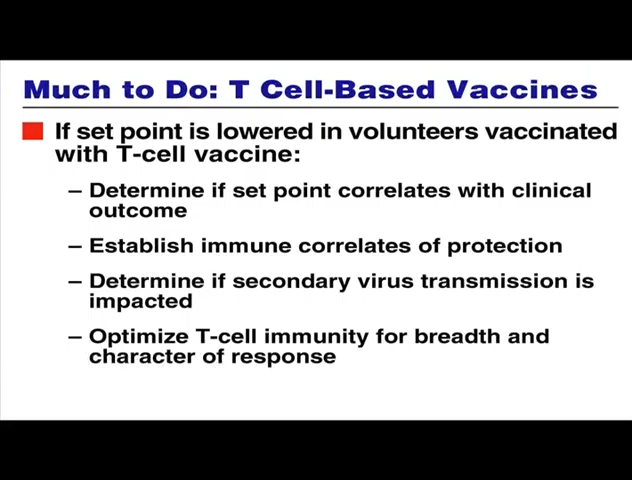 Much to Do: T Cell-Based Vaccines
If set point is lowered in volunteers vaccinated
with T-cell vaccine:
– Determine if set point correlates with clinical
outcome
– Establish immune correlates of protection
– Determine if secondary virus transmission is
impacted
– Optimize T-cell immunity for breadth and
character of response